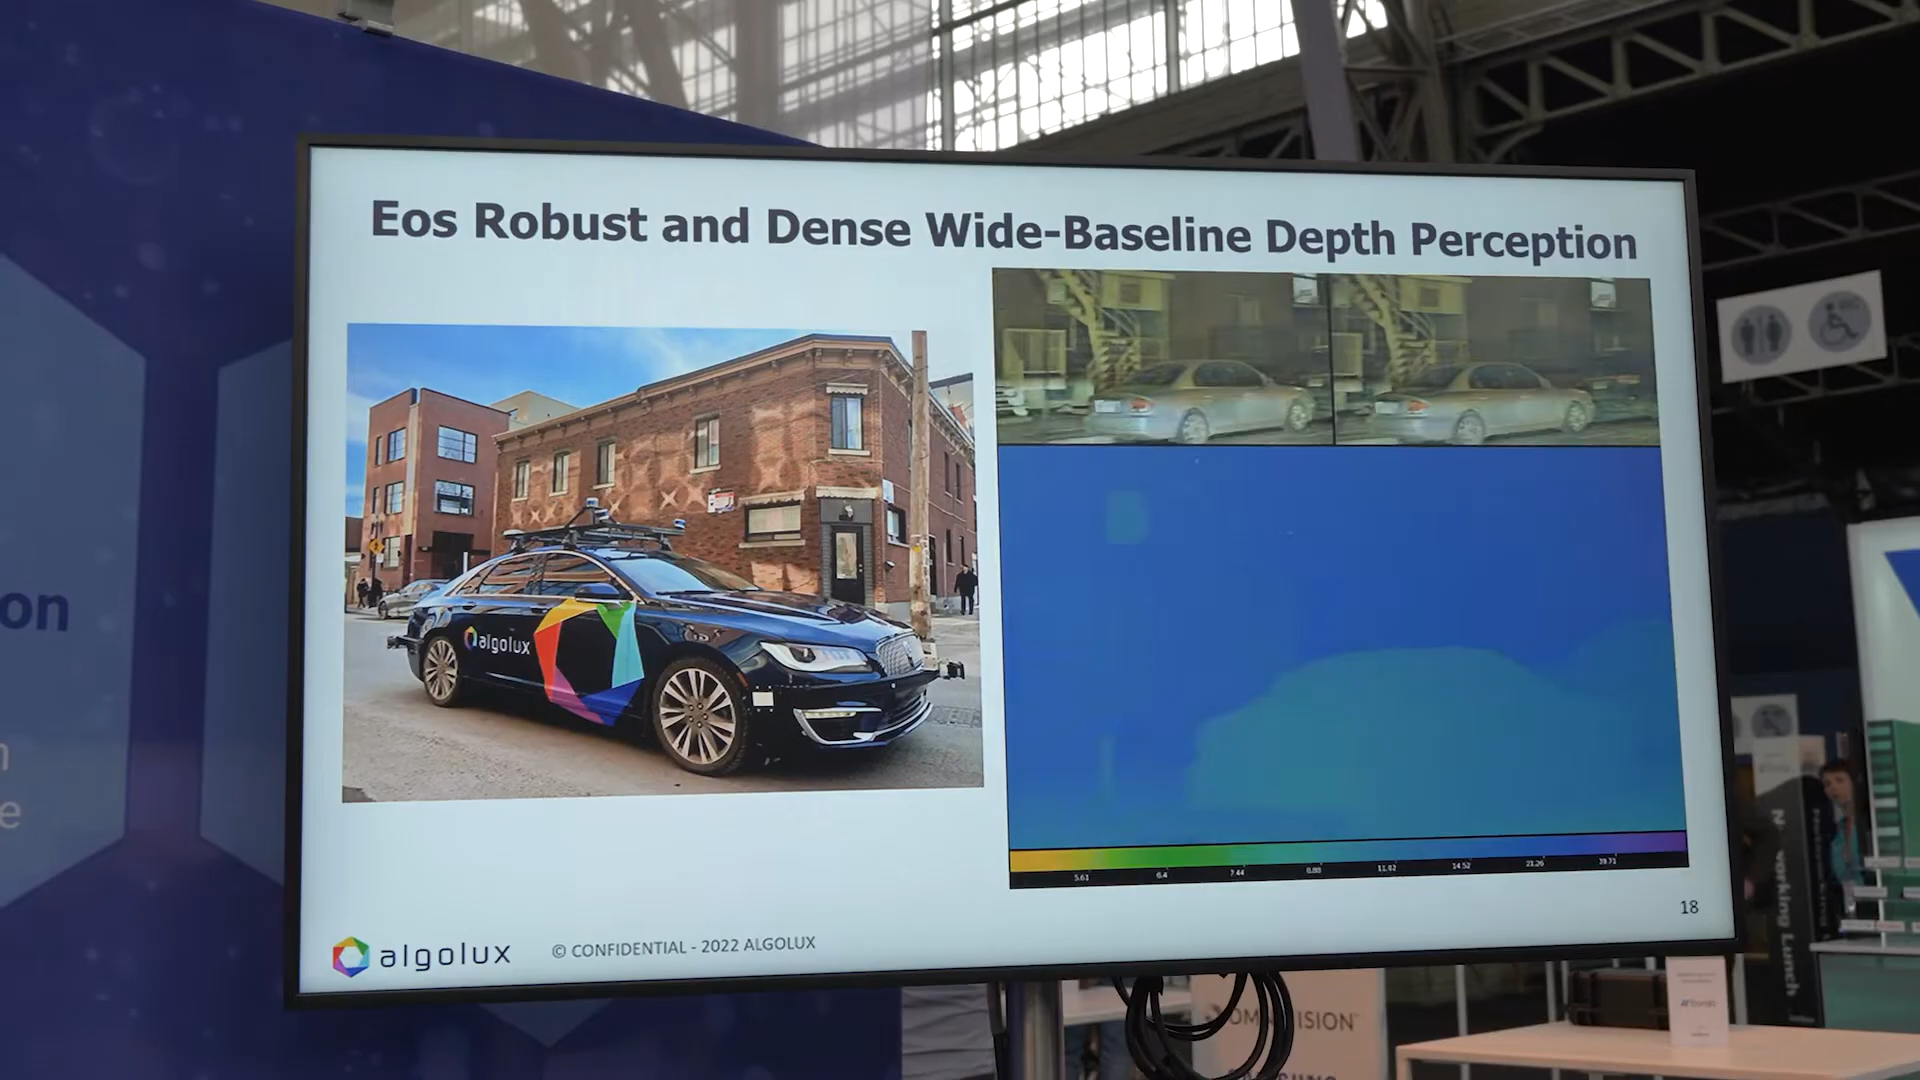 Eos Robust and Dense Wide-Baseline Depth Perception
algolux
5.61 6.4 7.44 8.88 11.02 14.52 21.26 39.71
18
algolux
© CONFIDENTIAL - 2022 ALGOLUX
on
e
Lunch